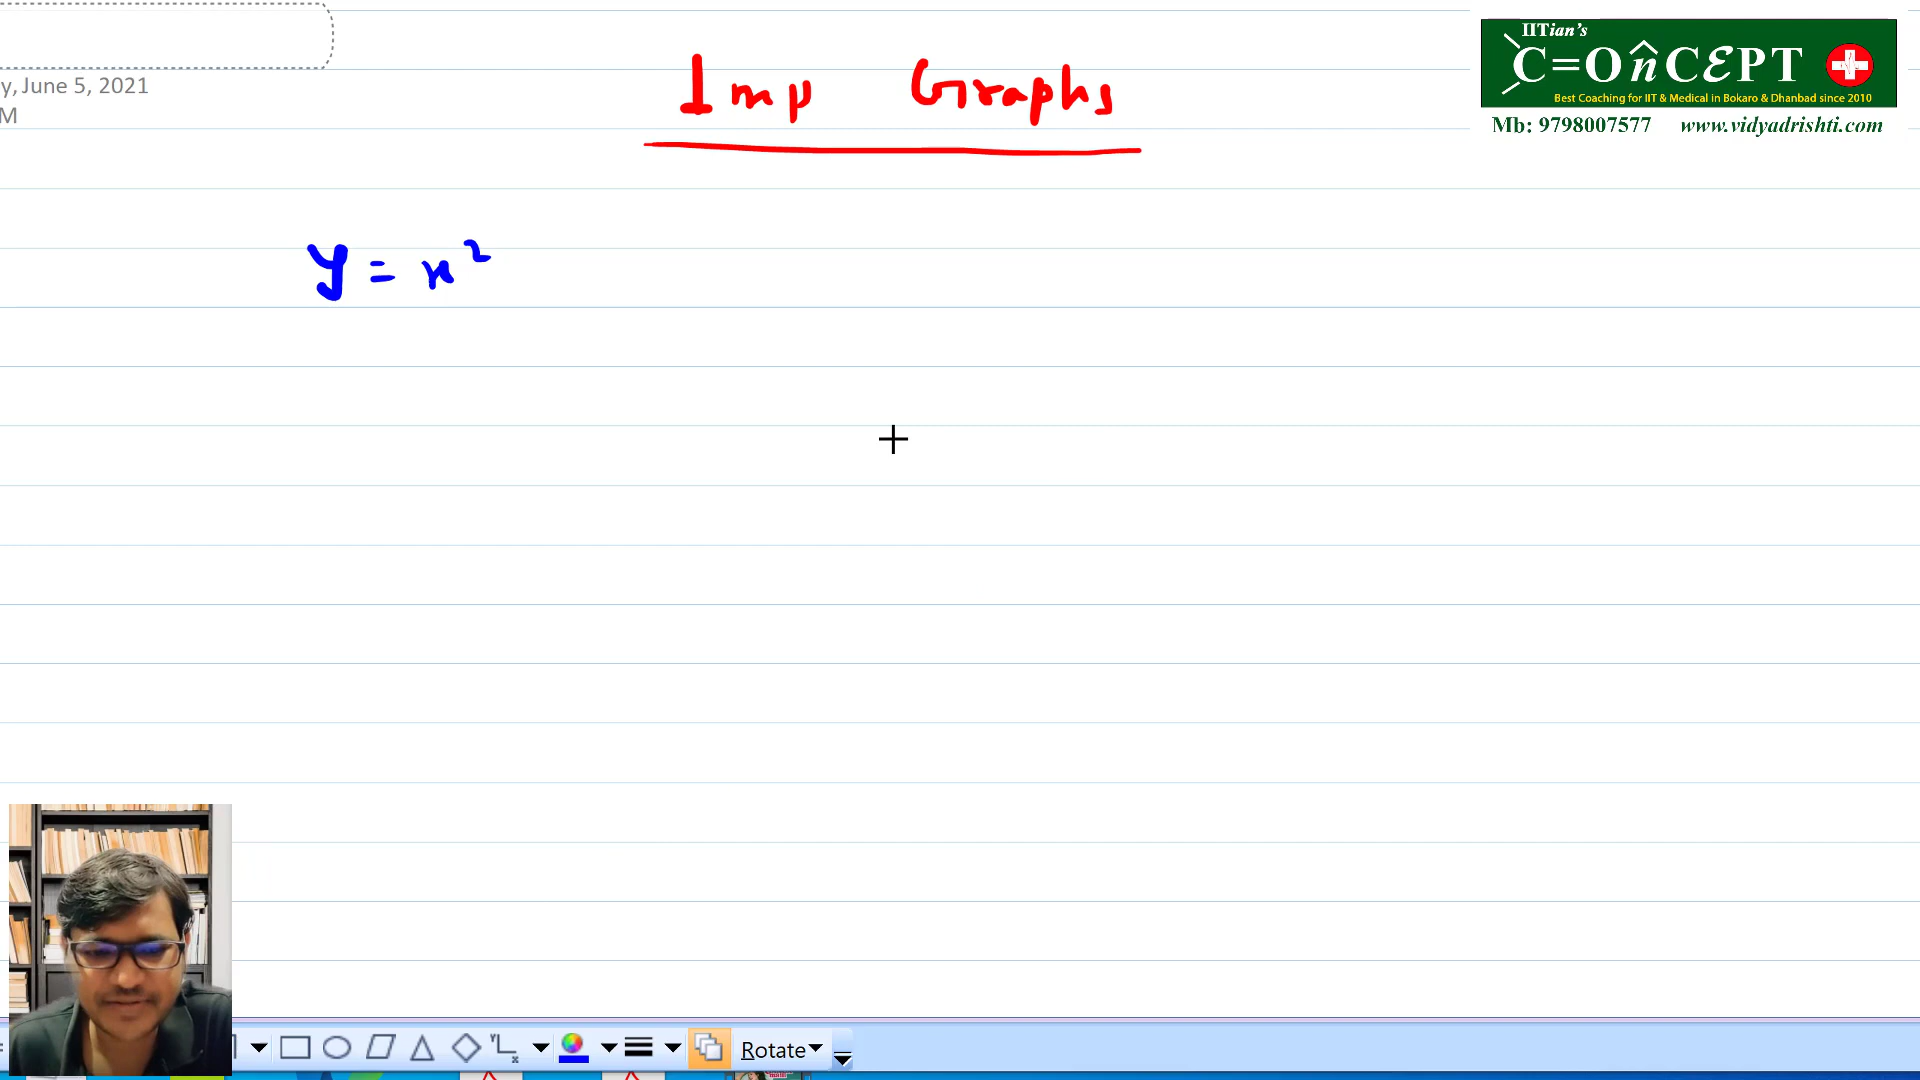 IITian's
C=OnCEPT
Best Coaching for IIT & Medical in Bokaro & Dhanbad since 2010
Mb: 9798007577 www.vidyadrishti.com
y, June 5, 2021
M
Imp Graphs
y = x²
Rotate